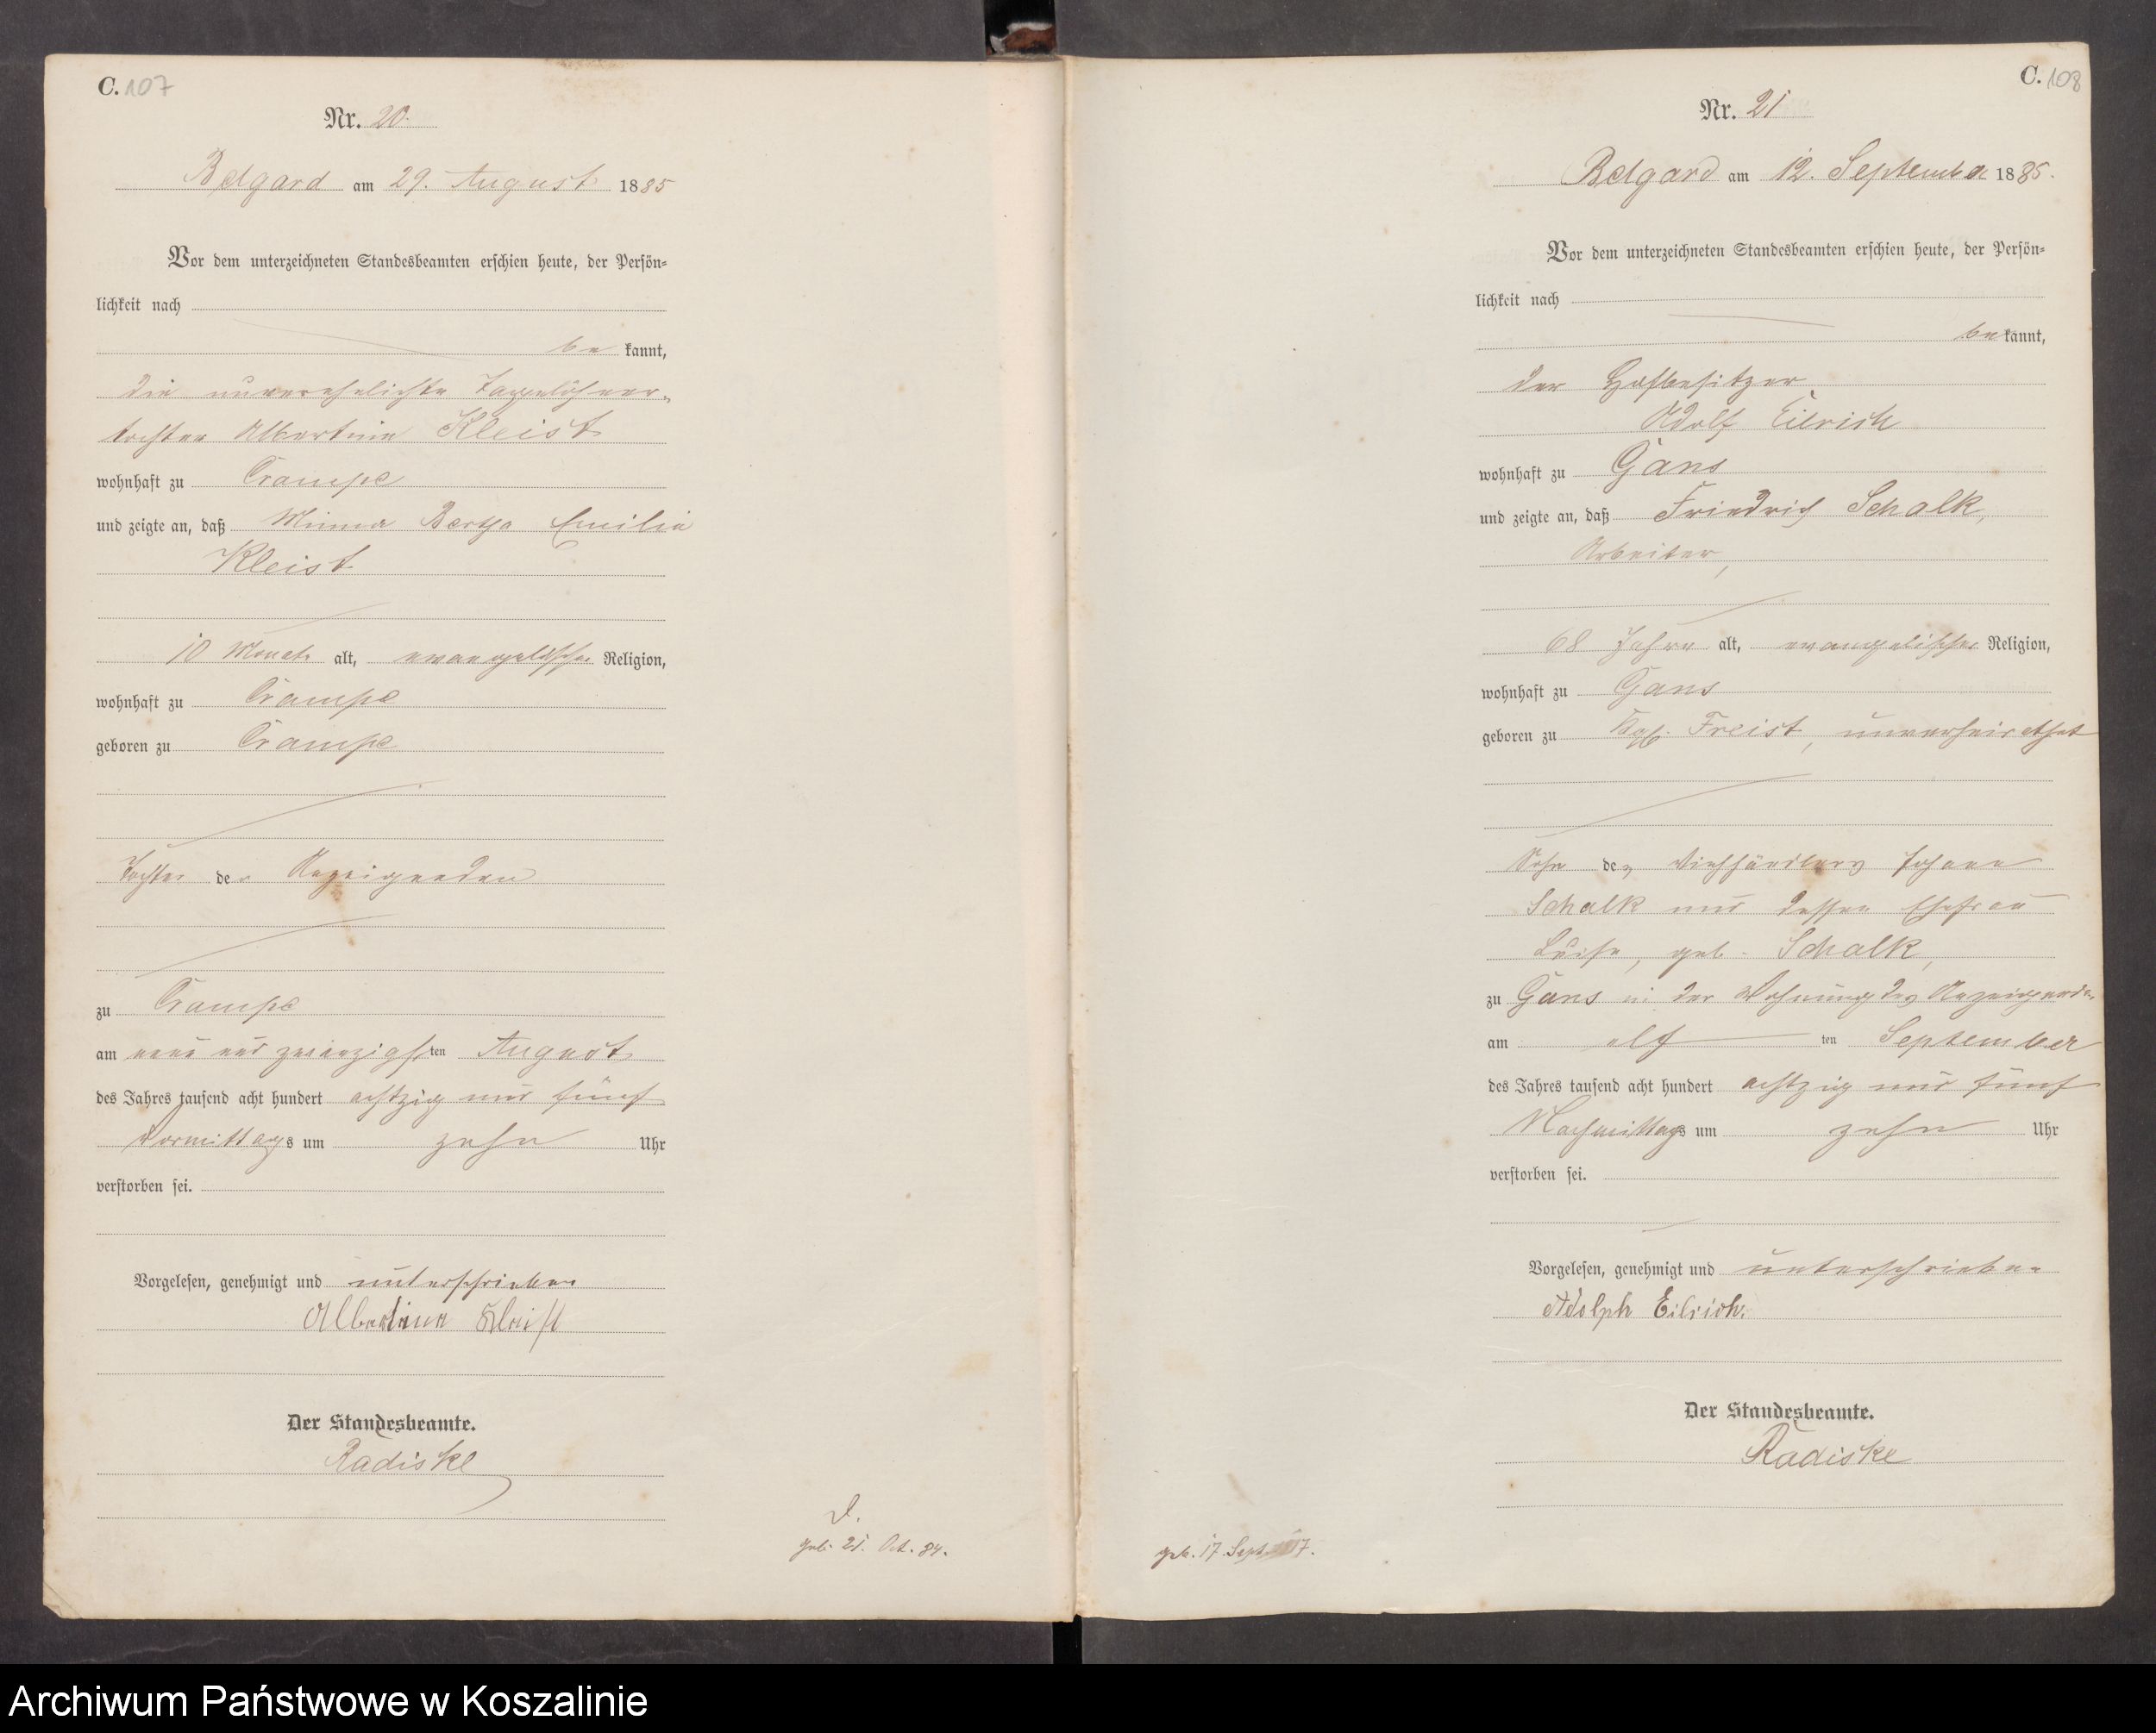 C. 107
Nr. 20.
Belgard am 29. August 1885
Vor dem unterzeichneten Standesbeamten erschien heute, der Persön-
lichkeit nach
bekannt,
die unverehelichte Tagelöhner-
tochter Albertine Kleist
wohnhaft zu Crampe
und zeigte an, daß Minna Bertha Emilie
Kleist
10 Monate alt, evangelischer Religion,
wohnhaft zu Crampe
geboren zu Crampe
Tochter der Anzeigenden
zu Crampe
am neun und zwanzigsten August
des Jahres tausend acht hundert achtzig und fünf
Vormittags um zehn Uhr
verstorben sei.
Vorgelesen, genehmigt und unterschrieben
Albertine Kleist
Der Standesbeamte.
Radiske
geb. 21. Oct. 84.
C. 108
Nr. 21
Belgard am 12. September 1885.
Vor dem unterzeichneten Standesbeamten erschien heute, der Persön-
lichkeit nach
bekannt,
der Hofbesitzer
Adolf Eilrich
wohnhaft zu Gans
und zeigte an, daß Friedrich Schalk,
Arbeiter,
68 Jahre alt, evangelischer Religion,
wohnhaft zu Gans
geboren zu Freist, unverheirathet
Sohn des Viehhändlers Johann
Schalk und dessen Ehefrau
Luise, geb. Schalk,
zu Gans in der Wohnung des Anzeigenden
am elften September
des Jahres tausend acht hundert achtzig und fünf
Nachmittags um zehn Uhr
verstorben sei.
Vorgelesen, genehmigt und unterschrieben
Adolph Eilrich.
Der Standesbeamte.
Radiske
geb. 17. Sept. 17.
Archiwum Państwowe w Koszalinie